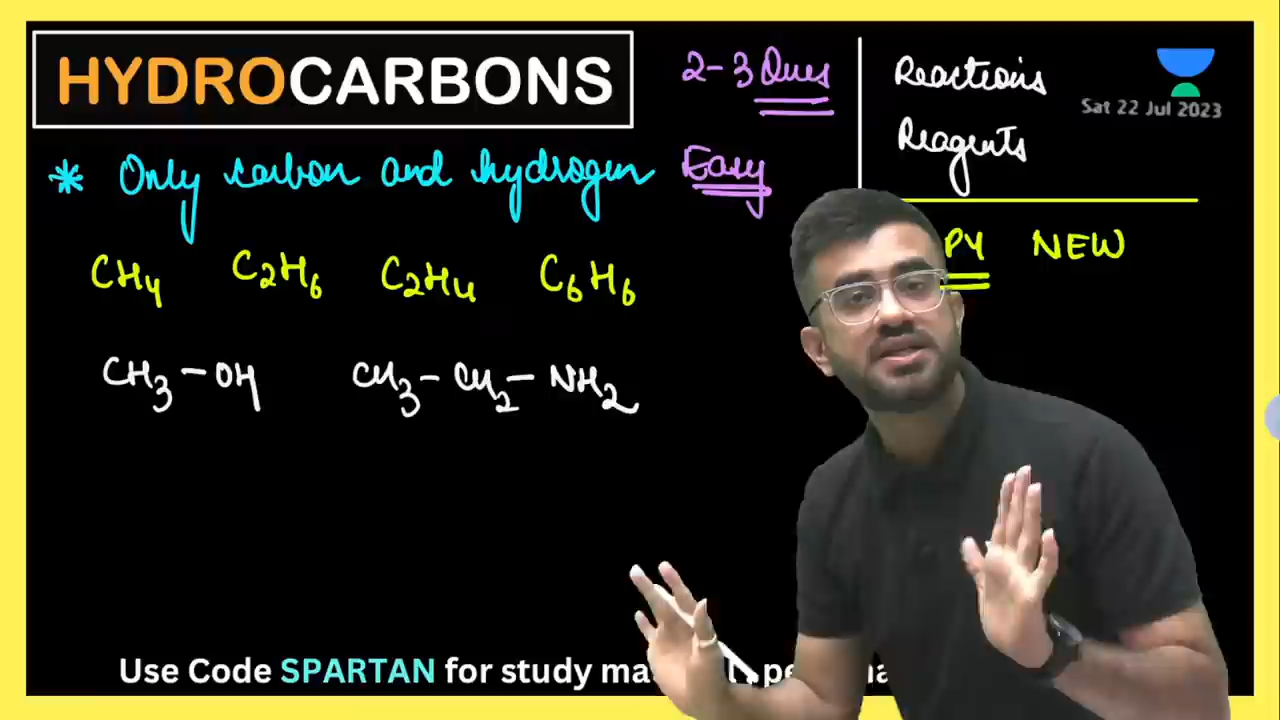 HYDROCARBONS
* Only carbon and hydrogen
CH4 C2H6 C2H4 C6H6
CH3-OH CH3-CH2-NH2
2-3 Ques
Easy
Reactions
Reagents
Sat 22 Jul 2023
PY NEW
Use Code SPARTAN for study